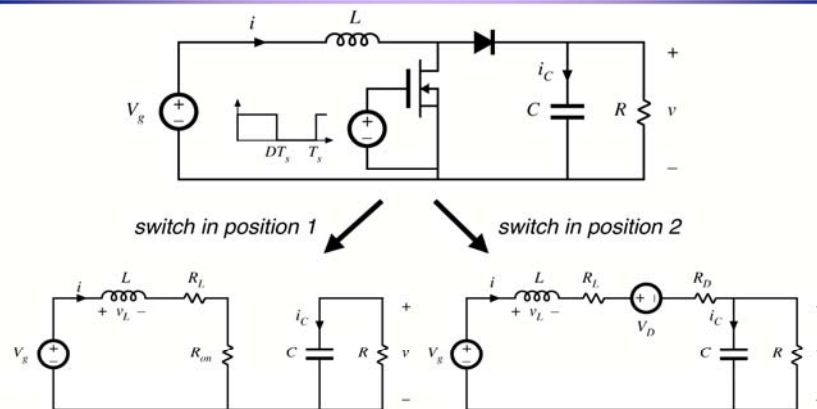 i
L
+
i_C
V_g
+
−
+
−
C
R
v
DT_s
T_s
−
switch in position 1
switch in position 2
i
L
R_L
+ v_L −
V_g
+
−
R_on
i_C
C
R
+
v
−
i
L
R_L
+ −
V_D
R_D
+ v_L −
V_g
+
−
i_C
C
R